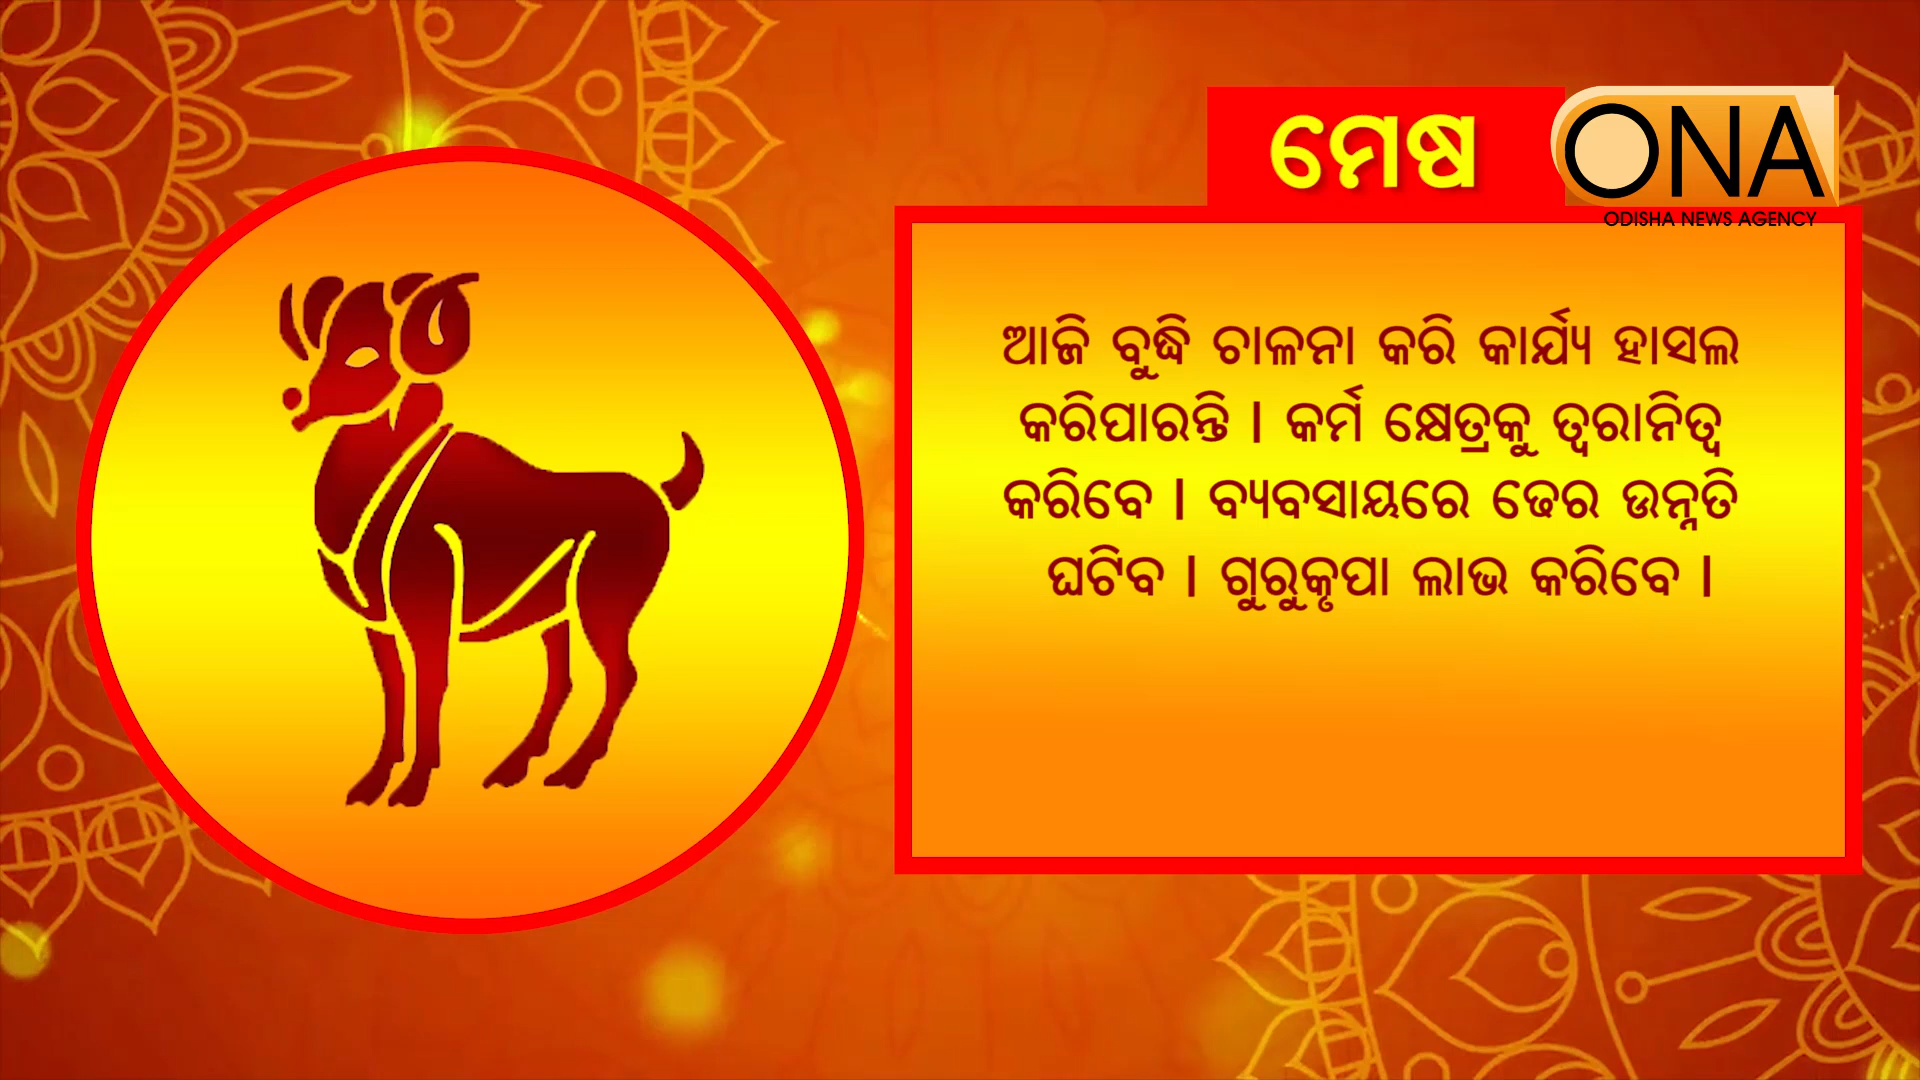 ମେଷ
ONA
ODISHA NEWS AGENCY
ଆଜି ବୁଦ୍ଧି ଚାଳନା କରି କାର୍ଯ୍ୟ ହାସଲ
କରିପାରନ୍ତି । କର୍ମ କ୍ଷେତ୍ରକୁ ତ୍ୱରାନିତ୍ୱ
କରିବେ । ବ୍ୟବସାୟରେ ଢେର ଉନ୍ନତି
ଘଟିବ । ଗୁରୁକୃପା ଲାଭ କରିବେ ।